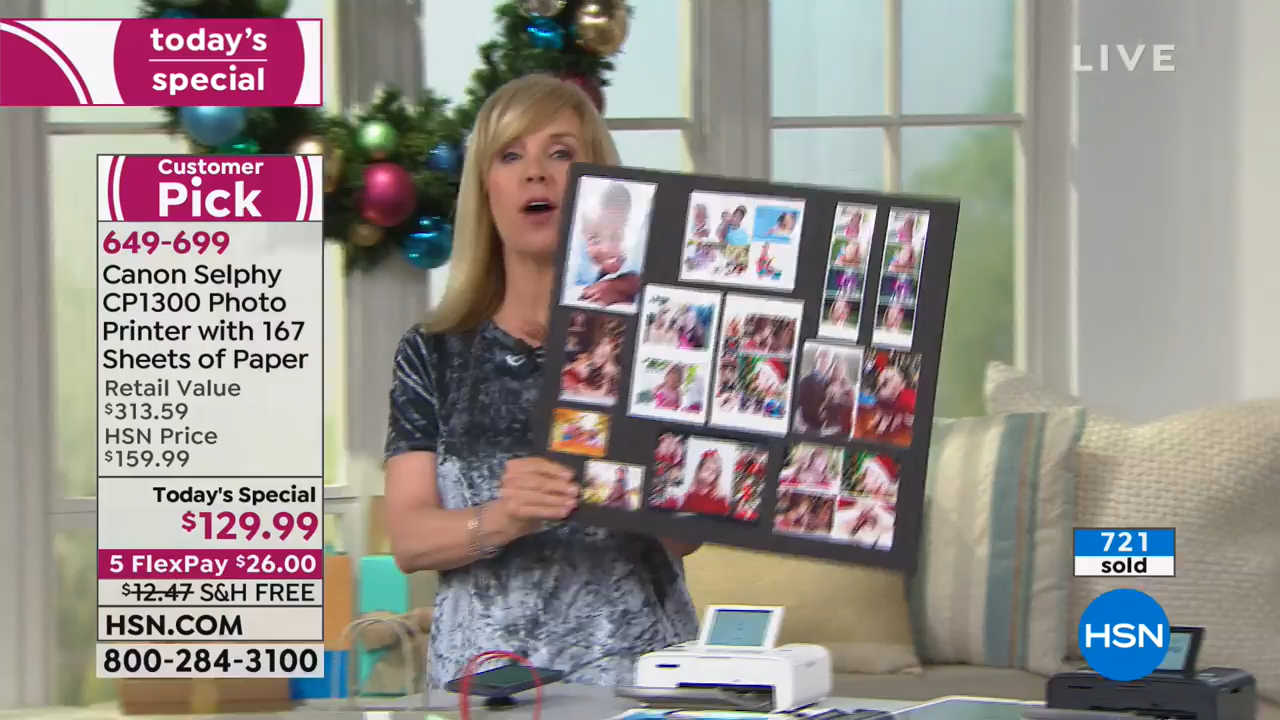 today's
special
LIVE
Customer
Pick
649-699
Canon Selphy
CP1300 Photo
Printer with 167
Sheets of Paper
Retail Value
$313.59
HSN Price
$159.99
Today's Special
$129.99
5 FlexPay $26.00
$12.47 S&H FREE
HSN.COM
800-284-3100
721
sold
HSN